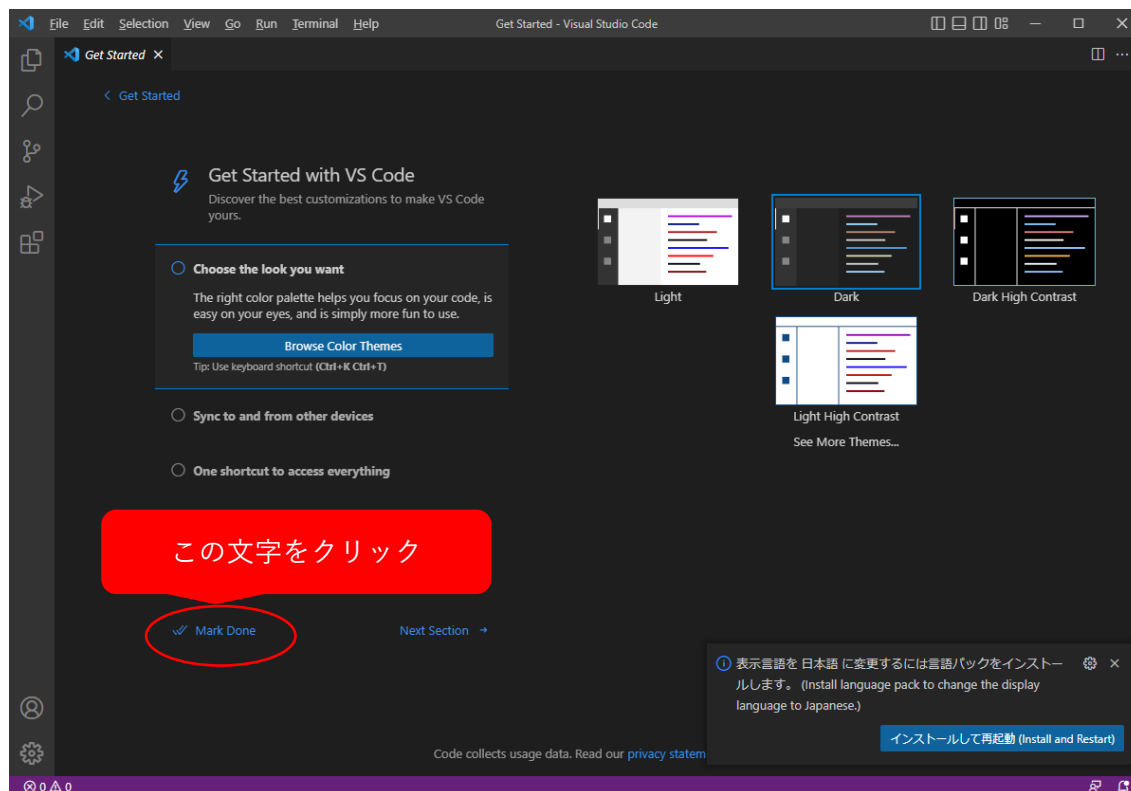 File Edit Selection View Go Run Terminal Help
Get Started - Visual Studio Code
Get Started
Get Started
Get Started with VS Code
Discover the best customizations to make VS Code
yours.
Choose the look you want
The right color palette helps you focus on your code, is
easy on your eyes, and is simply more fun to use.
Browse Color Themes
Tip: Use keyboard shortcut (Ctrl+K Ctrl+T)
Sync to and from other devices
One shortcut to access everything
Light
Dark
Dark High Contrast
Light High Contrast
See More Themes...
この文字をクリック
Mark Done
Next Section
表示言語を 日本語 に変更するには言語パックをインストー
ルします。 (Install language pack to change the display
language to Japanese.)
インストールして再起動 (Install and Restart)
Code collects usage data. Read our privacy statem
0 0